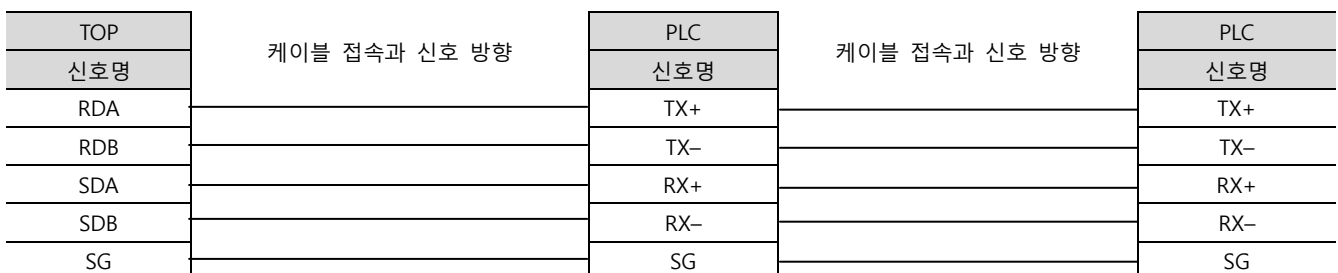 TOP 케이블 접속과 신호 방향 PLC 케이블 접속과 신호 방향 PLC
신호명 신호명 신호명
RDA TX+ TX+
RDB TX– TX–
SDA RX+ RX+
SDB RX– RX–
SG SG SG